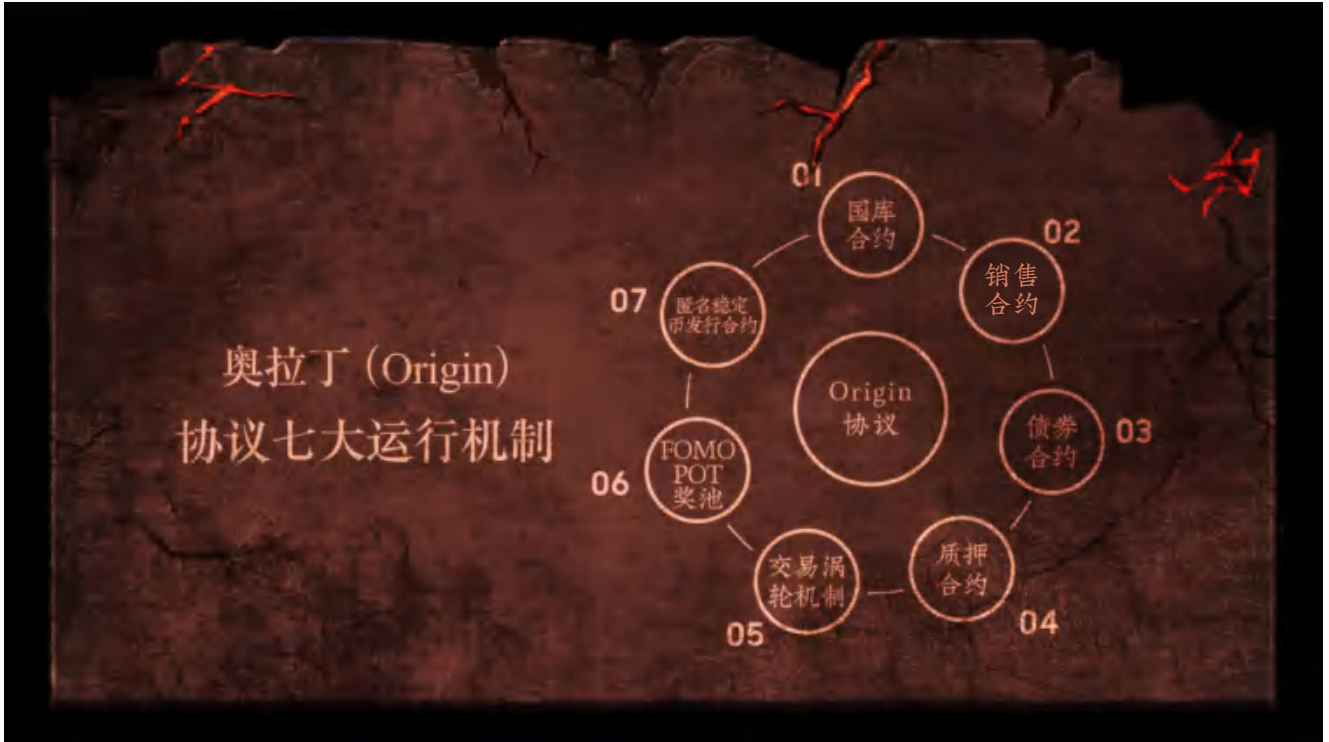 奥拉丁（Origin）
协议七大运行机制
Origin
协议
01
国库
合约
02
销售
合约
03
债券
合约
04
质押
合约
05
交易涡
轮机制
06
FOMO
POT
奖池
07
匿名稳定
币发行合约